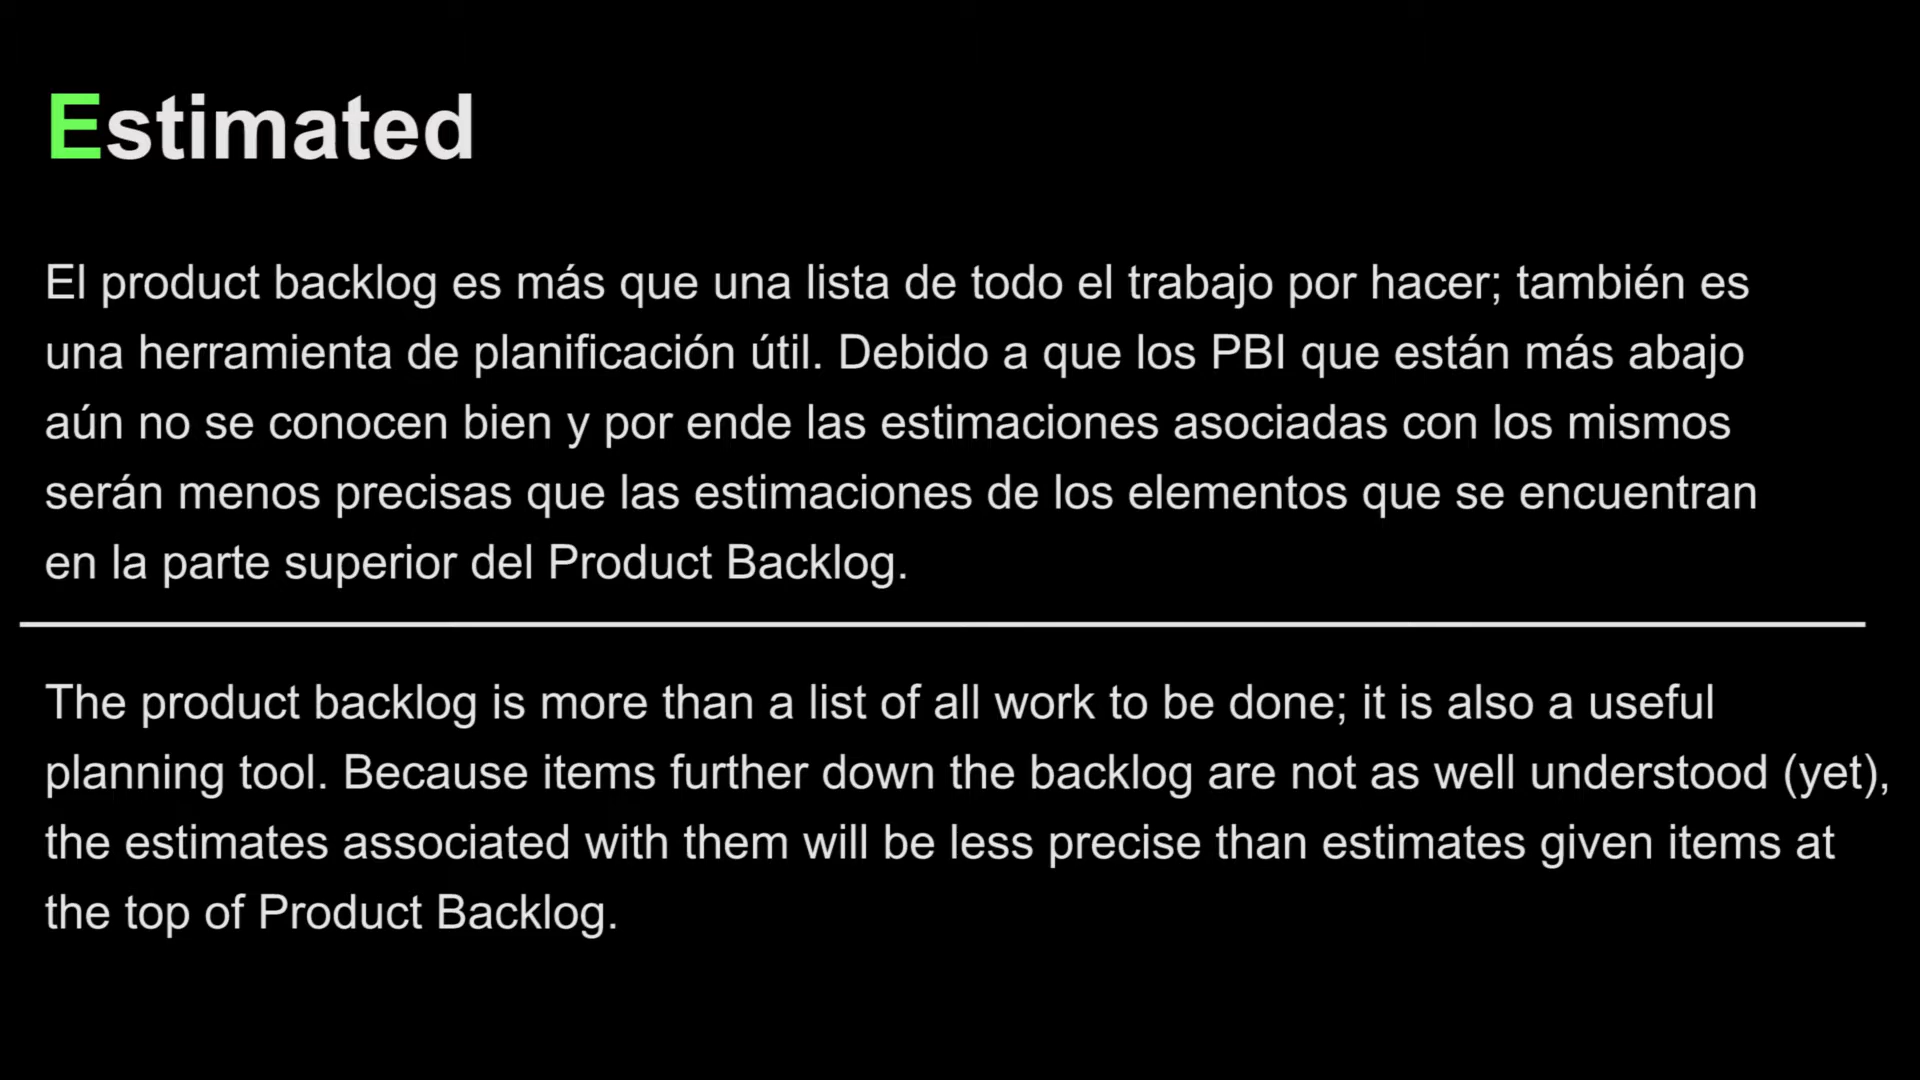 Estimated
El product backlog es más que una lista de todo el trabajo por hacer; también es
una herramienta de planificación útil. Debido a que los PBI que están más abajo
aún no se conocen bien y por ende las estimaciones asociadas con los mismos
serán menos precisas que las estimaciones de los elementos que se encuentran
en la parte superior del Product Backlog.
The product backlog is more than a list of all work to be done; it is also a useful
planning tool. Because items further down the backlog are not as well understood (yet),
the estimates associated with them will be less precise than estimates given items at
the top of Product Backlog.